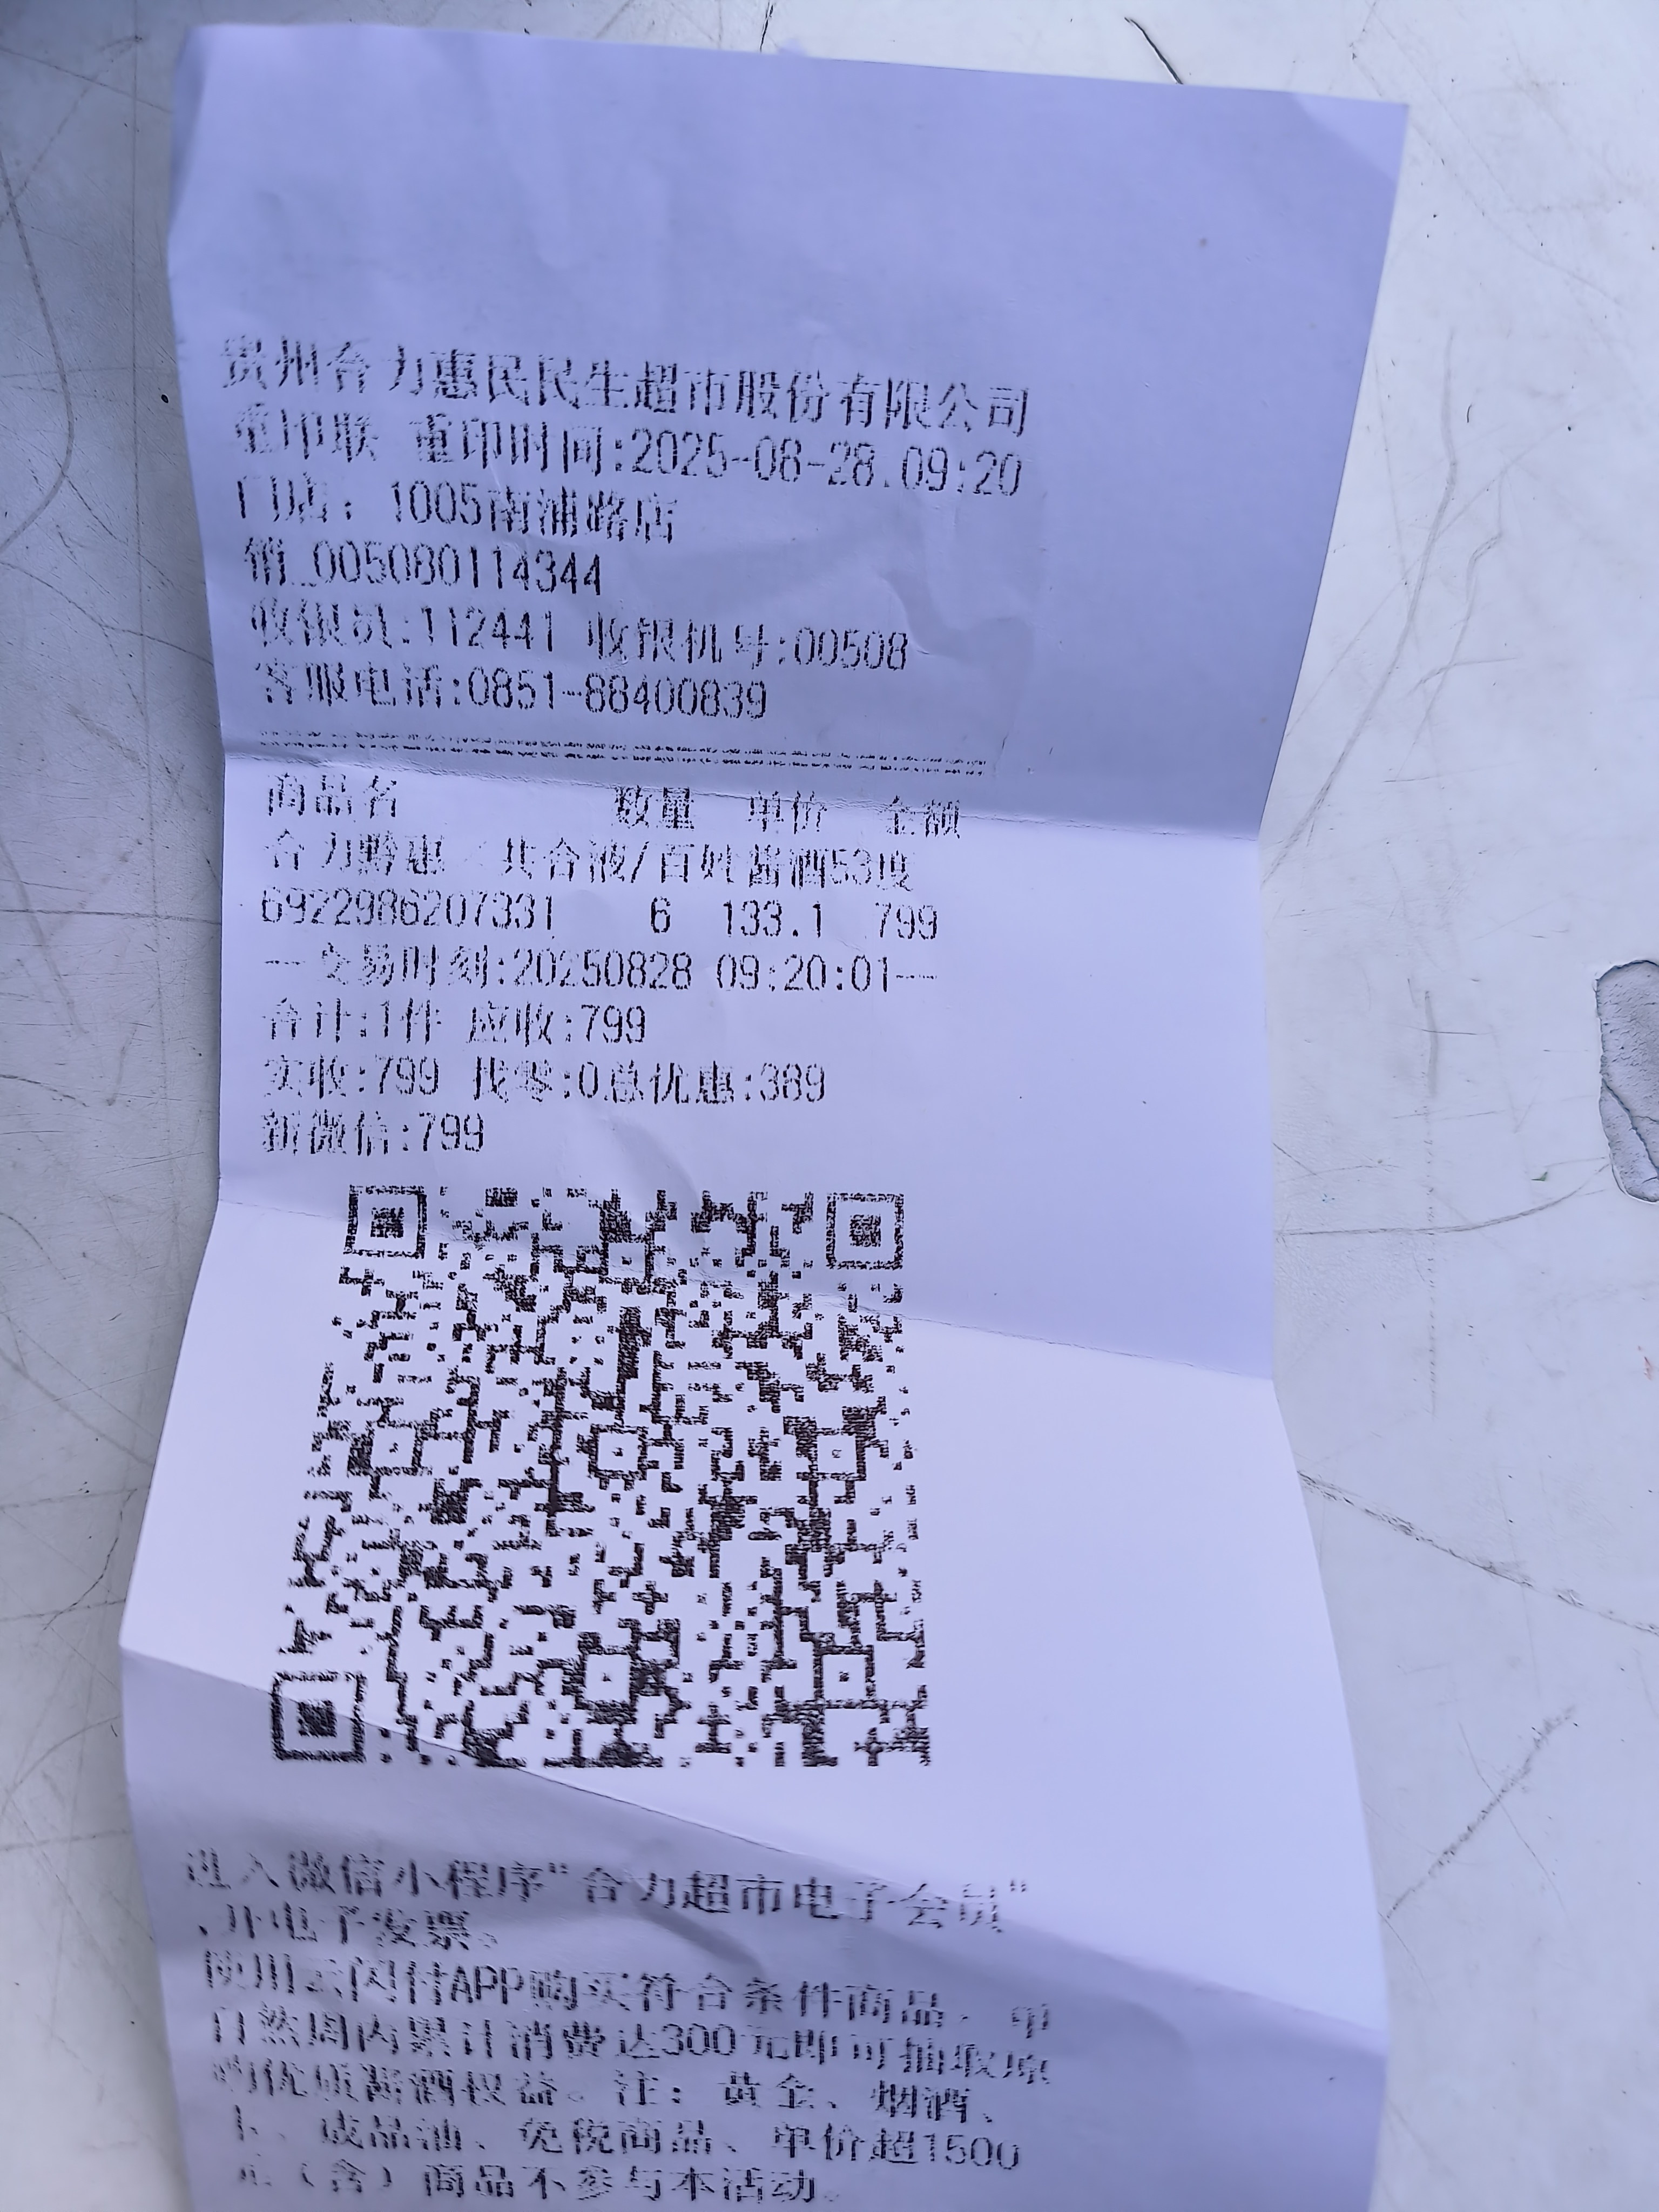 贵州合力惠民民生超市股份有限公司
重印联 重印时间:2025-08-28 09:20
门店: 1005南浦路店
销_005080114344
收银员:112441 收银机号:00508
客服电话:0851-88400839
商品名 数量 单价 金额
合力黔惠 共合液/百姓酱酒53度
6922986207331 6 133.1 799
--交易时刻:20250828 09:20:01--
合计:1件 应收:799
实收:799 找零:0总优惠:389
新微信:799
进入微信小程序“合力超市电子会员”
、开电子发票。
使用云闪付APP购买符合条件商品、单
自然周内累计消费达300元即可抽取原
的优质酱酒权益。注: 黄金、烟酒、
卡、成品油、免税商品、单价超1500
元(含)商品不参与本活动。